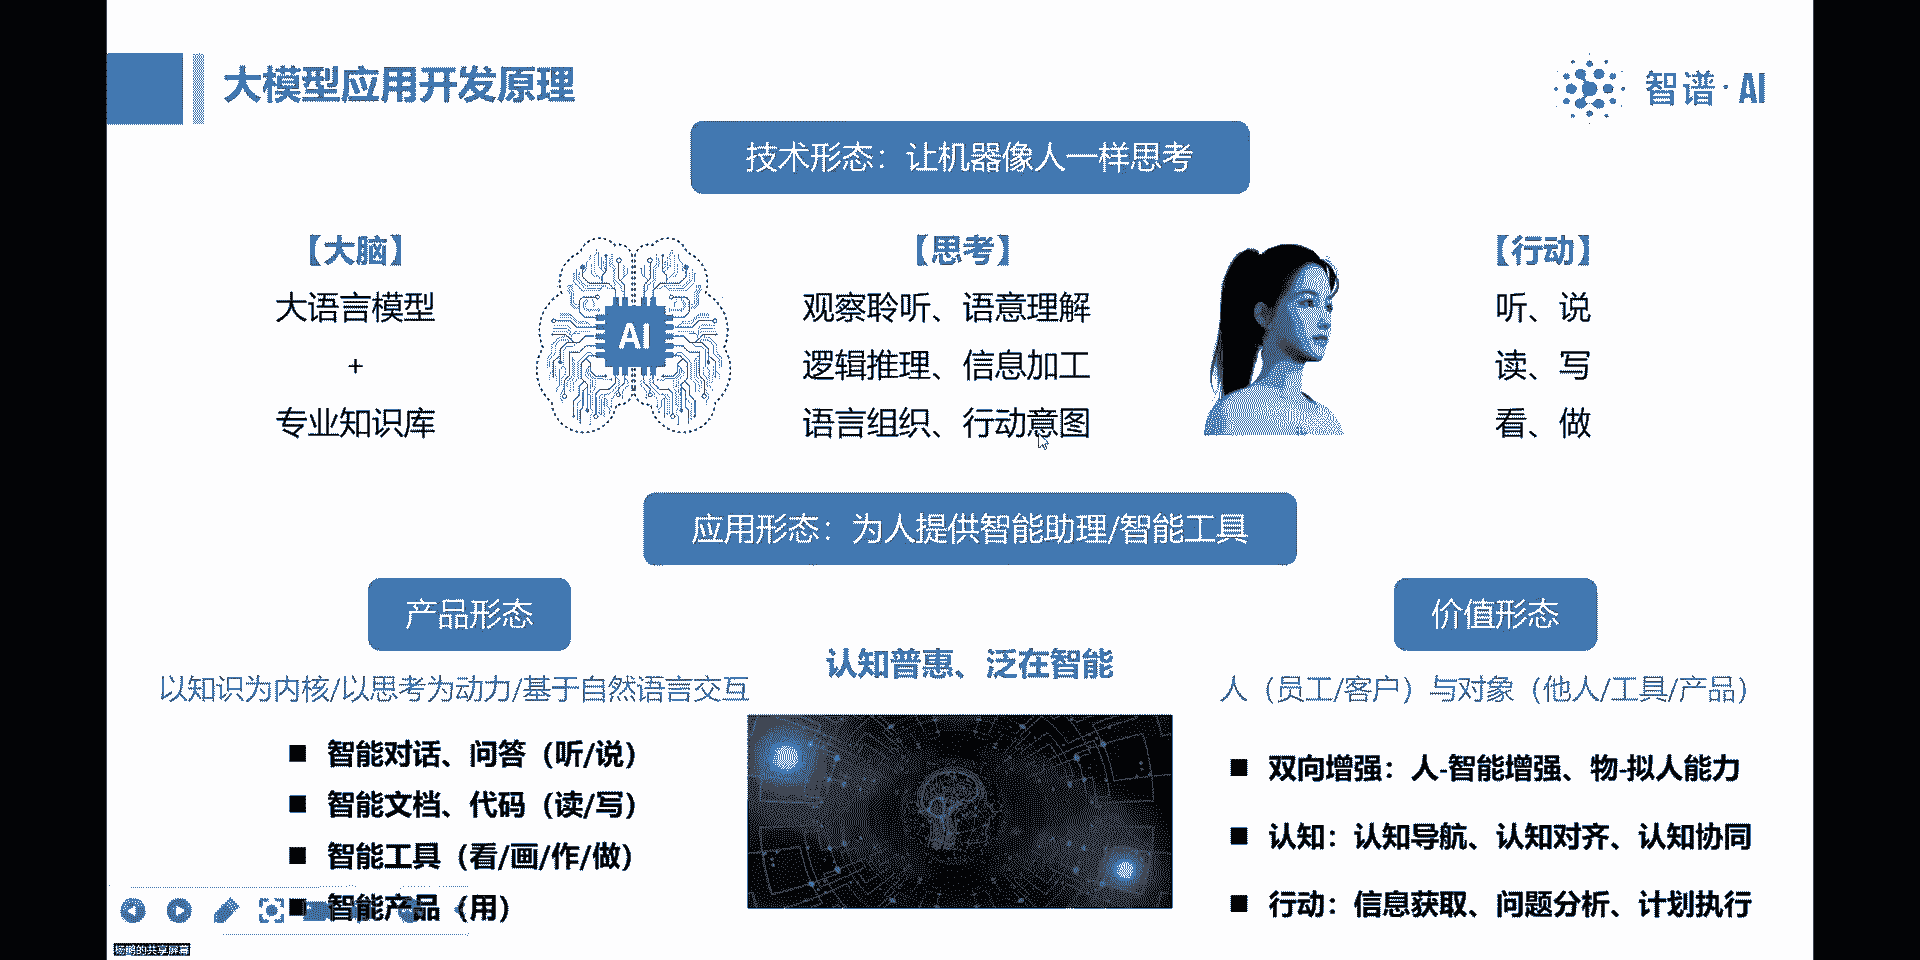 大模型应用开发原理
智谱·AI
技术形态：让机器像人一样思考
【大脑】
大语言模型
+
专业知识库
AI
【思考】
观察聆听、语意理解
逻辑推理、信息加工
语言组织、行动意图
【行动】
听、说
读、写
看、做
应用形态：为人提供智能助理/智能工具
产品形态
以知识为内核/以思考为动力/基于自然语言交互
■ 智能对话、问答（听/说）
■ 智能文档、代码（读/写）
■ 智能工具（看/画/作/做）
■ 智能产品（用）
认知普惠、泛在智能
价值形态
人（员工/客户）与对象（他人/工具/产品）
■ 双向增强：人-智能增强、物-拟人能力
■ 认知：认知导航、认知对齐、认知协同
■ 行动：信息获取、问题分析、计划执行
杨鹏的共享屏幕